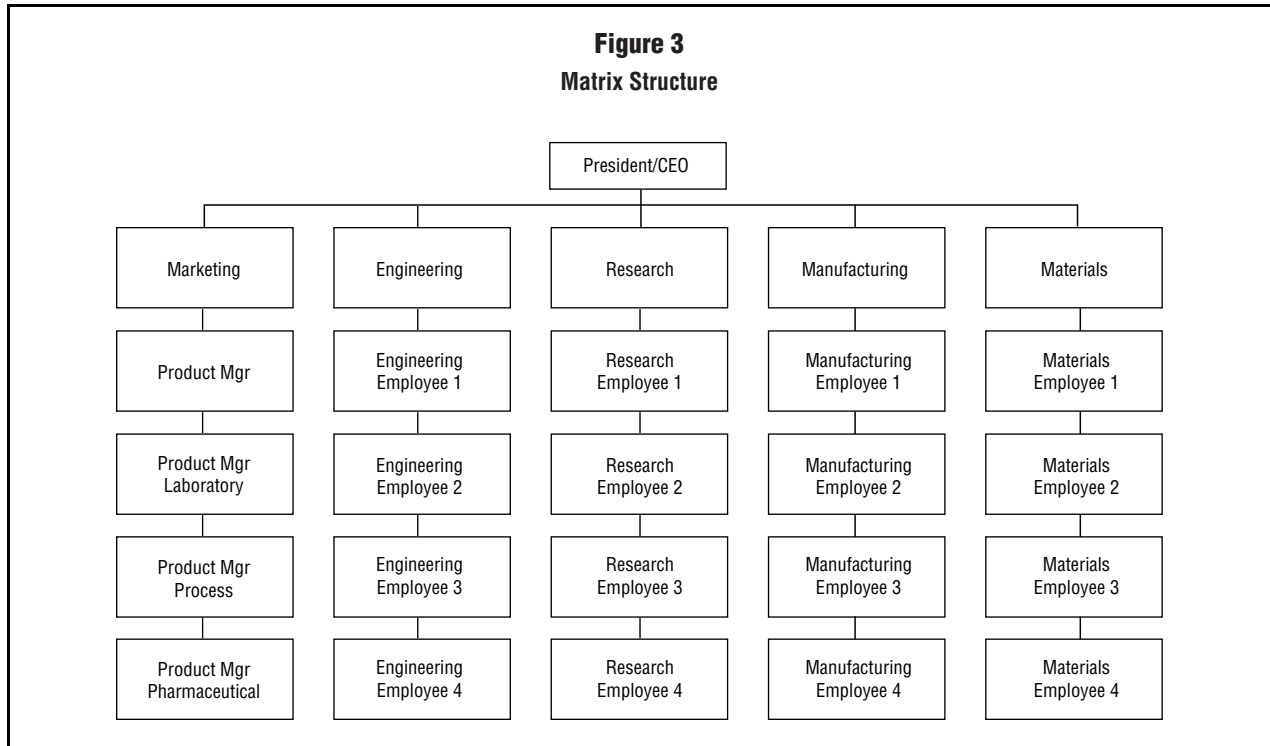 Figure 3
Matrix Structure
President/CEO
Marketing
Engineering
Research
Manufacturing
Materials
Product Mgr
Engineering
Employee 1
Research
Employee 1
Manufacturing
Employee 1
Materials
Employee 1
Product Mgr
Laboratory
Engineering
Employee 2
Research
Employee 2
Manufacturing
Employee 2
Materials
Employee 2
Product Mgr
Process
Engineering
Employee 3
Research
Employee 3
Manufacturing
Employee 3
Materials
Employee 3
Product Mgr
Pharmaceutical
Engineering
Employee 4
Research
Employee 4
Manufacturing
Employee 4
Materials
Employee 4